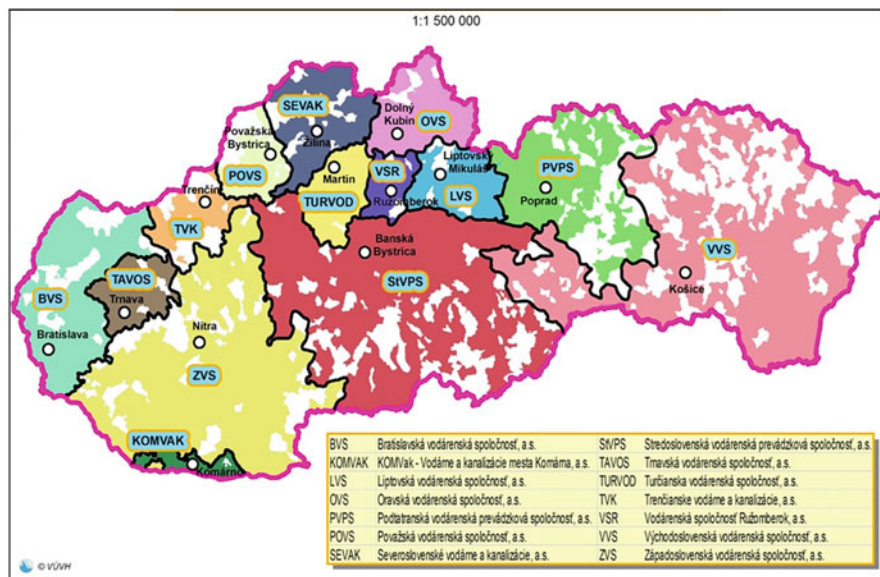 1:1 500 000
SEVAK
Dolný
Kubín
OVS
Považská
Bystrica
Žilina
POVS
Martin
VSR
Liptovský
Mikuláš
PVPS
Trenčín
TURVOD
Ružomberok
LVS
Poprad
TVK
Banská
Bystrica
VVS
TAVOS
StVPS
Košice
BVS
Trnava
Nitra
Bratislava
ZVS
KOMVAK
Komárno
BVS Bratislavská vodárenská spoločnosť, a.s. StVPS Stredoslovenská vodárenská prevádzková spoločnosť, a.s.
KOMVAK KOMVaK - Vodárne a kanalizácie mesta Komárna, a.s. TAVOS Trnavská vodárenská spoločnosť, a.s.
LVS Liptovská vodárenská spoločnosť, a.s. TURVOD Turčianska vodárenská spoločnosť, a.s.
OVS Oravská vodárenská spoločnosť, a.s. TVK Trenčianske vodárne a kanalizácie, a.s.
PVPS Podtatranská vodárenská prevádzková spoločnosť, a.s. VSR Vodárenská spoločnosť Ružomberok, a.s.
POVS Považská vodárenská spoločnosť, a.s. VVS Východoslovenská vodárenská spoločnosť, a.s.
SEVAK Severoslovenské vodárne a kanalizácie, a.s. ZVS Západoslovenská vodárenská spoločnosť, a.s.
© VÚVH